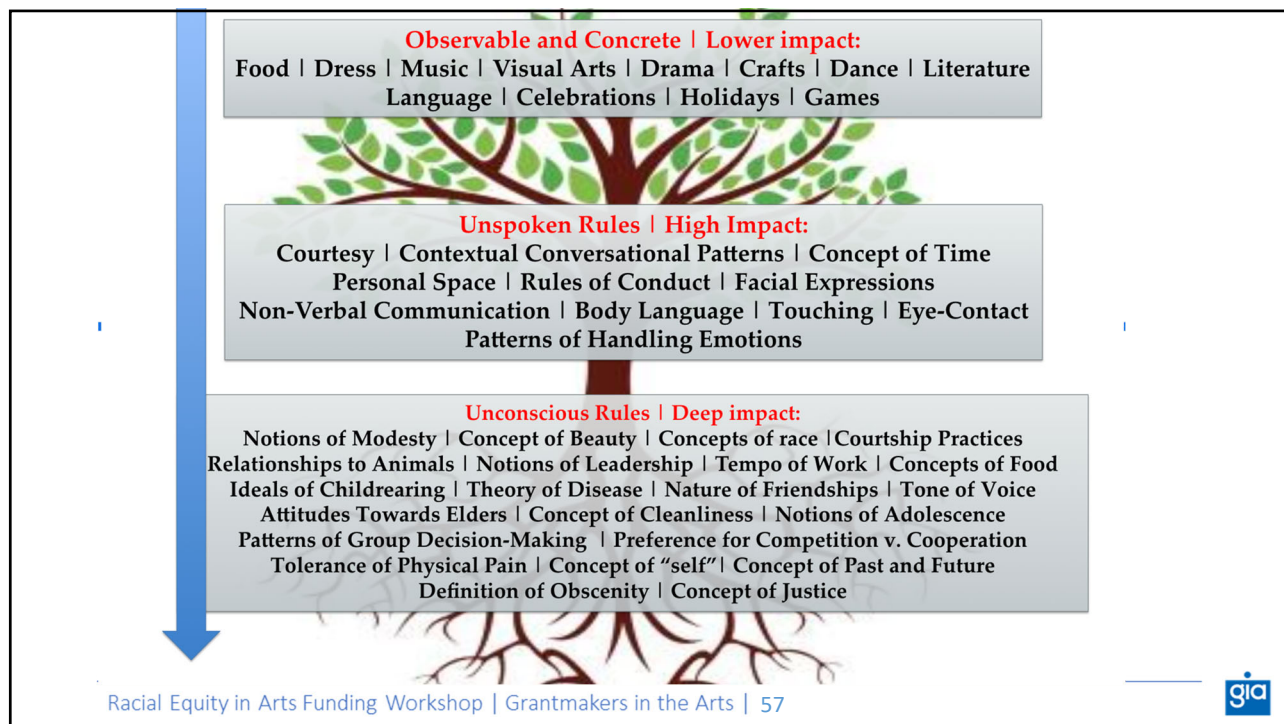 Observable and Concrete | Lower impact:
Food | Dress | Music | Visual Arts | Drama | Crafts | Dance | Literature
Language | Celebrations | Holidays | Games
Unspoken Rules | High Impact:
Courtesy | Contextual Conversational Patterns | Concept of Time
Personal Space | Rules of Conduct | Facial Expressions
Non-Verbal Communication | Body Language | Touching | Eye-Contact
Patterns of Handling Emotions
Unconscious Rules | Deep impact:
Notions of Modesty | Concept of Beauty | Concepts of race |Courtship Practices
Relationships to Animals | Notions of Leadership | Tempo of Work | Concepts of Food
Ideals of Childrearing | Theory of Disease | Nature of Friendships | Tone of Voice
Attitudes Towards Elders | Concept of Cleanliness | Notions of Adolescence
Patterns of Group Decision-Making | Preference for Competition v. Cooperation
Tolerance of Physical Pain | Concept of “self”| Concept of Past and Future
Definition of Obscenity | Concept of Justice
Racial Equity in Arts Funding Workshop | Grantmakers in the Arts | 57
gia